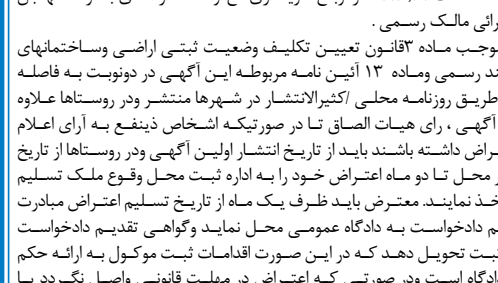 رائی مالک رسمی .
موجب ماده ۳قانون تعیین تکلیف وضعیت ثبتی اراضی وساختمانهای
ند رسمی وماده ۱۳ آئین نامه مربوطه این آگهی در دونوبت به فاصله
طریق روزنامه محلی /کثیرالانتشار در شهرها منتشر ودر روستاها علاوه
آگهی ، رای هیات الصاق تا در صورتیکه اشخاص ذینفع به آرای اعلام
راض داشته باشند باید از تاریخ انتشار اولین آگهی ودر روستاها از تاریخ
ر محل تا دو ماه اعتراض خود را به اداره ثبت محل وقوع ملک تسلیم
خذ نمایند. معترض باید ظرف یک ماه از تاریخ تسلیم اعتراض مبادرت
م دادخواست به دادگاه عمومی محل نماید وگواهی تقدیم دادخواست
ثبت تحویل دهد که در این صورت اقدامات ثبت موکول به ارائه حکم
دادگاه است ودر صورتی که اعتراض در مهلت قانونی واصل نگردد یا